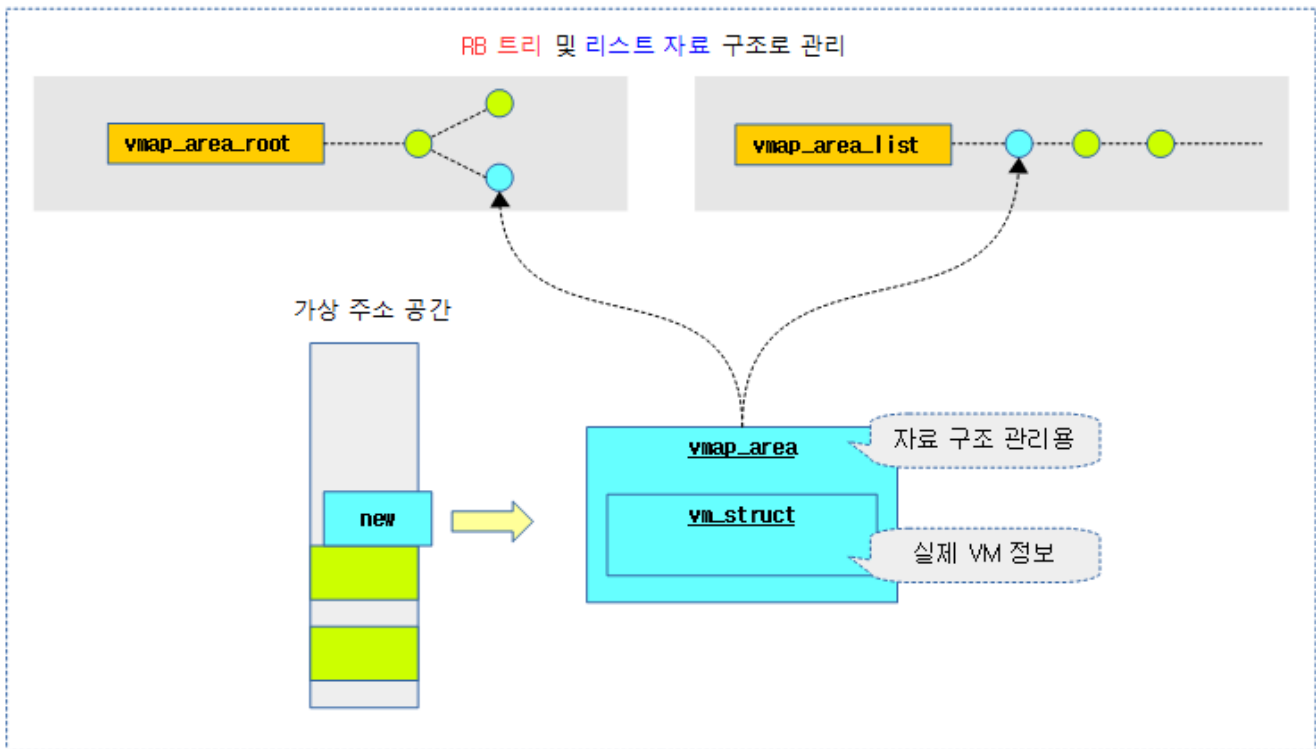 RB 트리 및 리스트 자료 구조로 관리
vmap_area_root
vmap_area_list
가상 주소 공간
vmap_area
자료 구조 관리용
new
vm_struct
실제 VM 정보